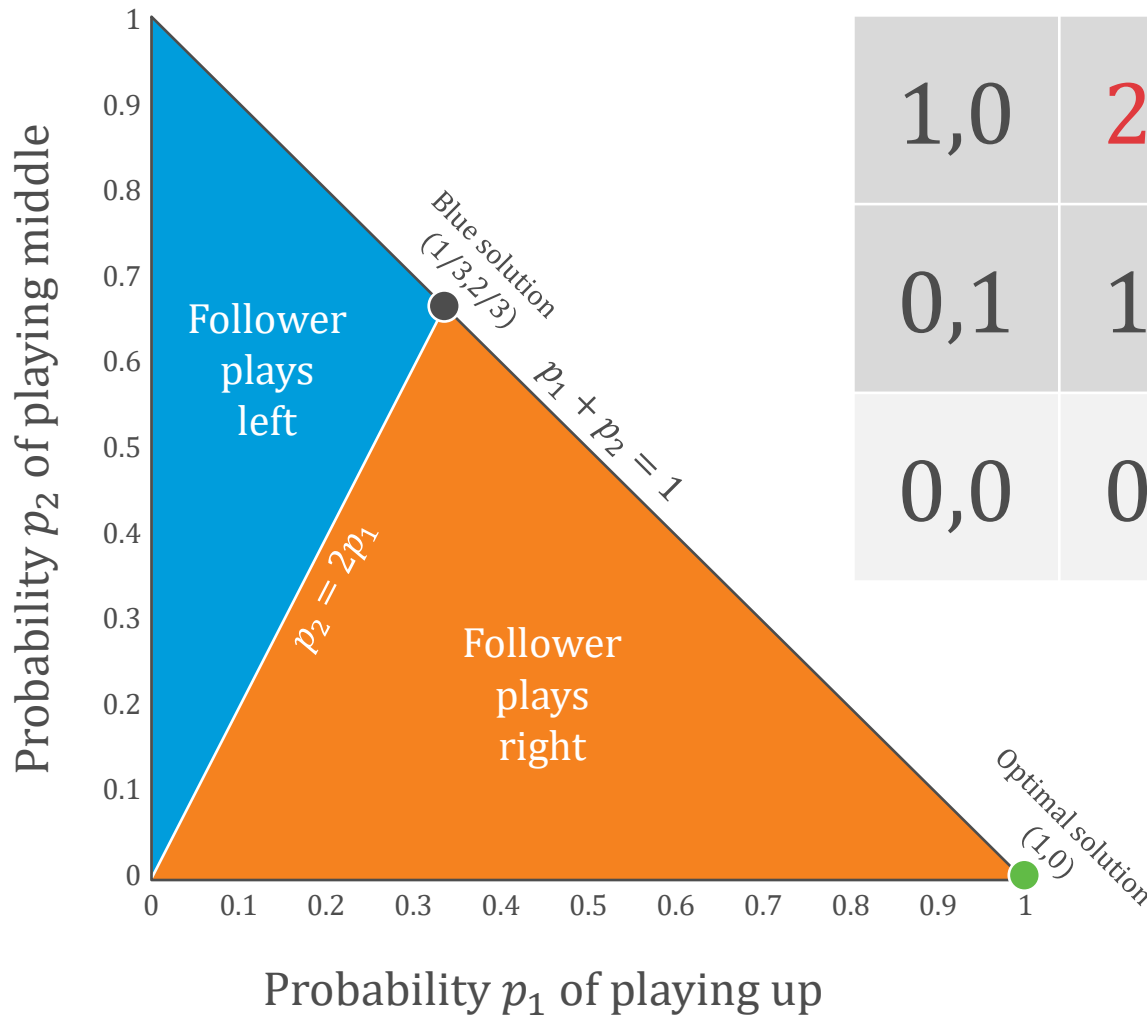 Probability p₂ of playing middle
1
0.9
0.8
0.7
0.6
0.5
0.4
0.3
0.2
0.1
0
Blue solution
(1/3,2/3)
p₁ + p₂ = 1
Follower
plays
left
p₂ = 2p₁
Follower
plays
right
Optimal solution
(1,0)
0 0.1 0.2 0.3 0.4 0.5 0.6 0.7 0.8 0.9 1
Probability p₁ of playing up
1,0 2
0,1 1
0,0 0